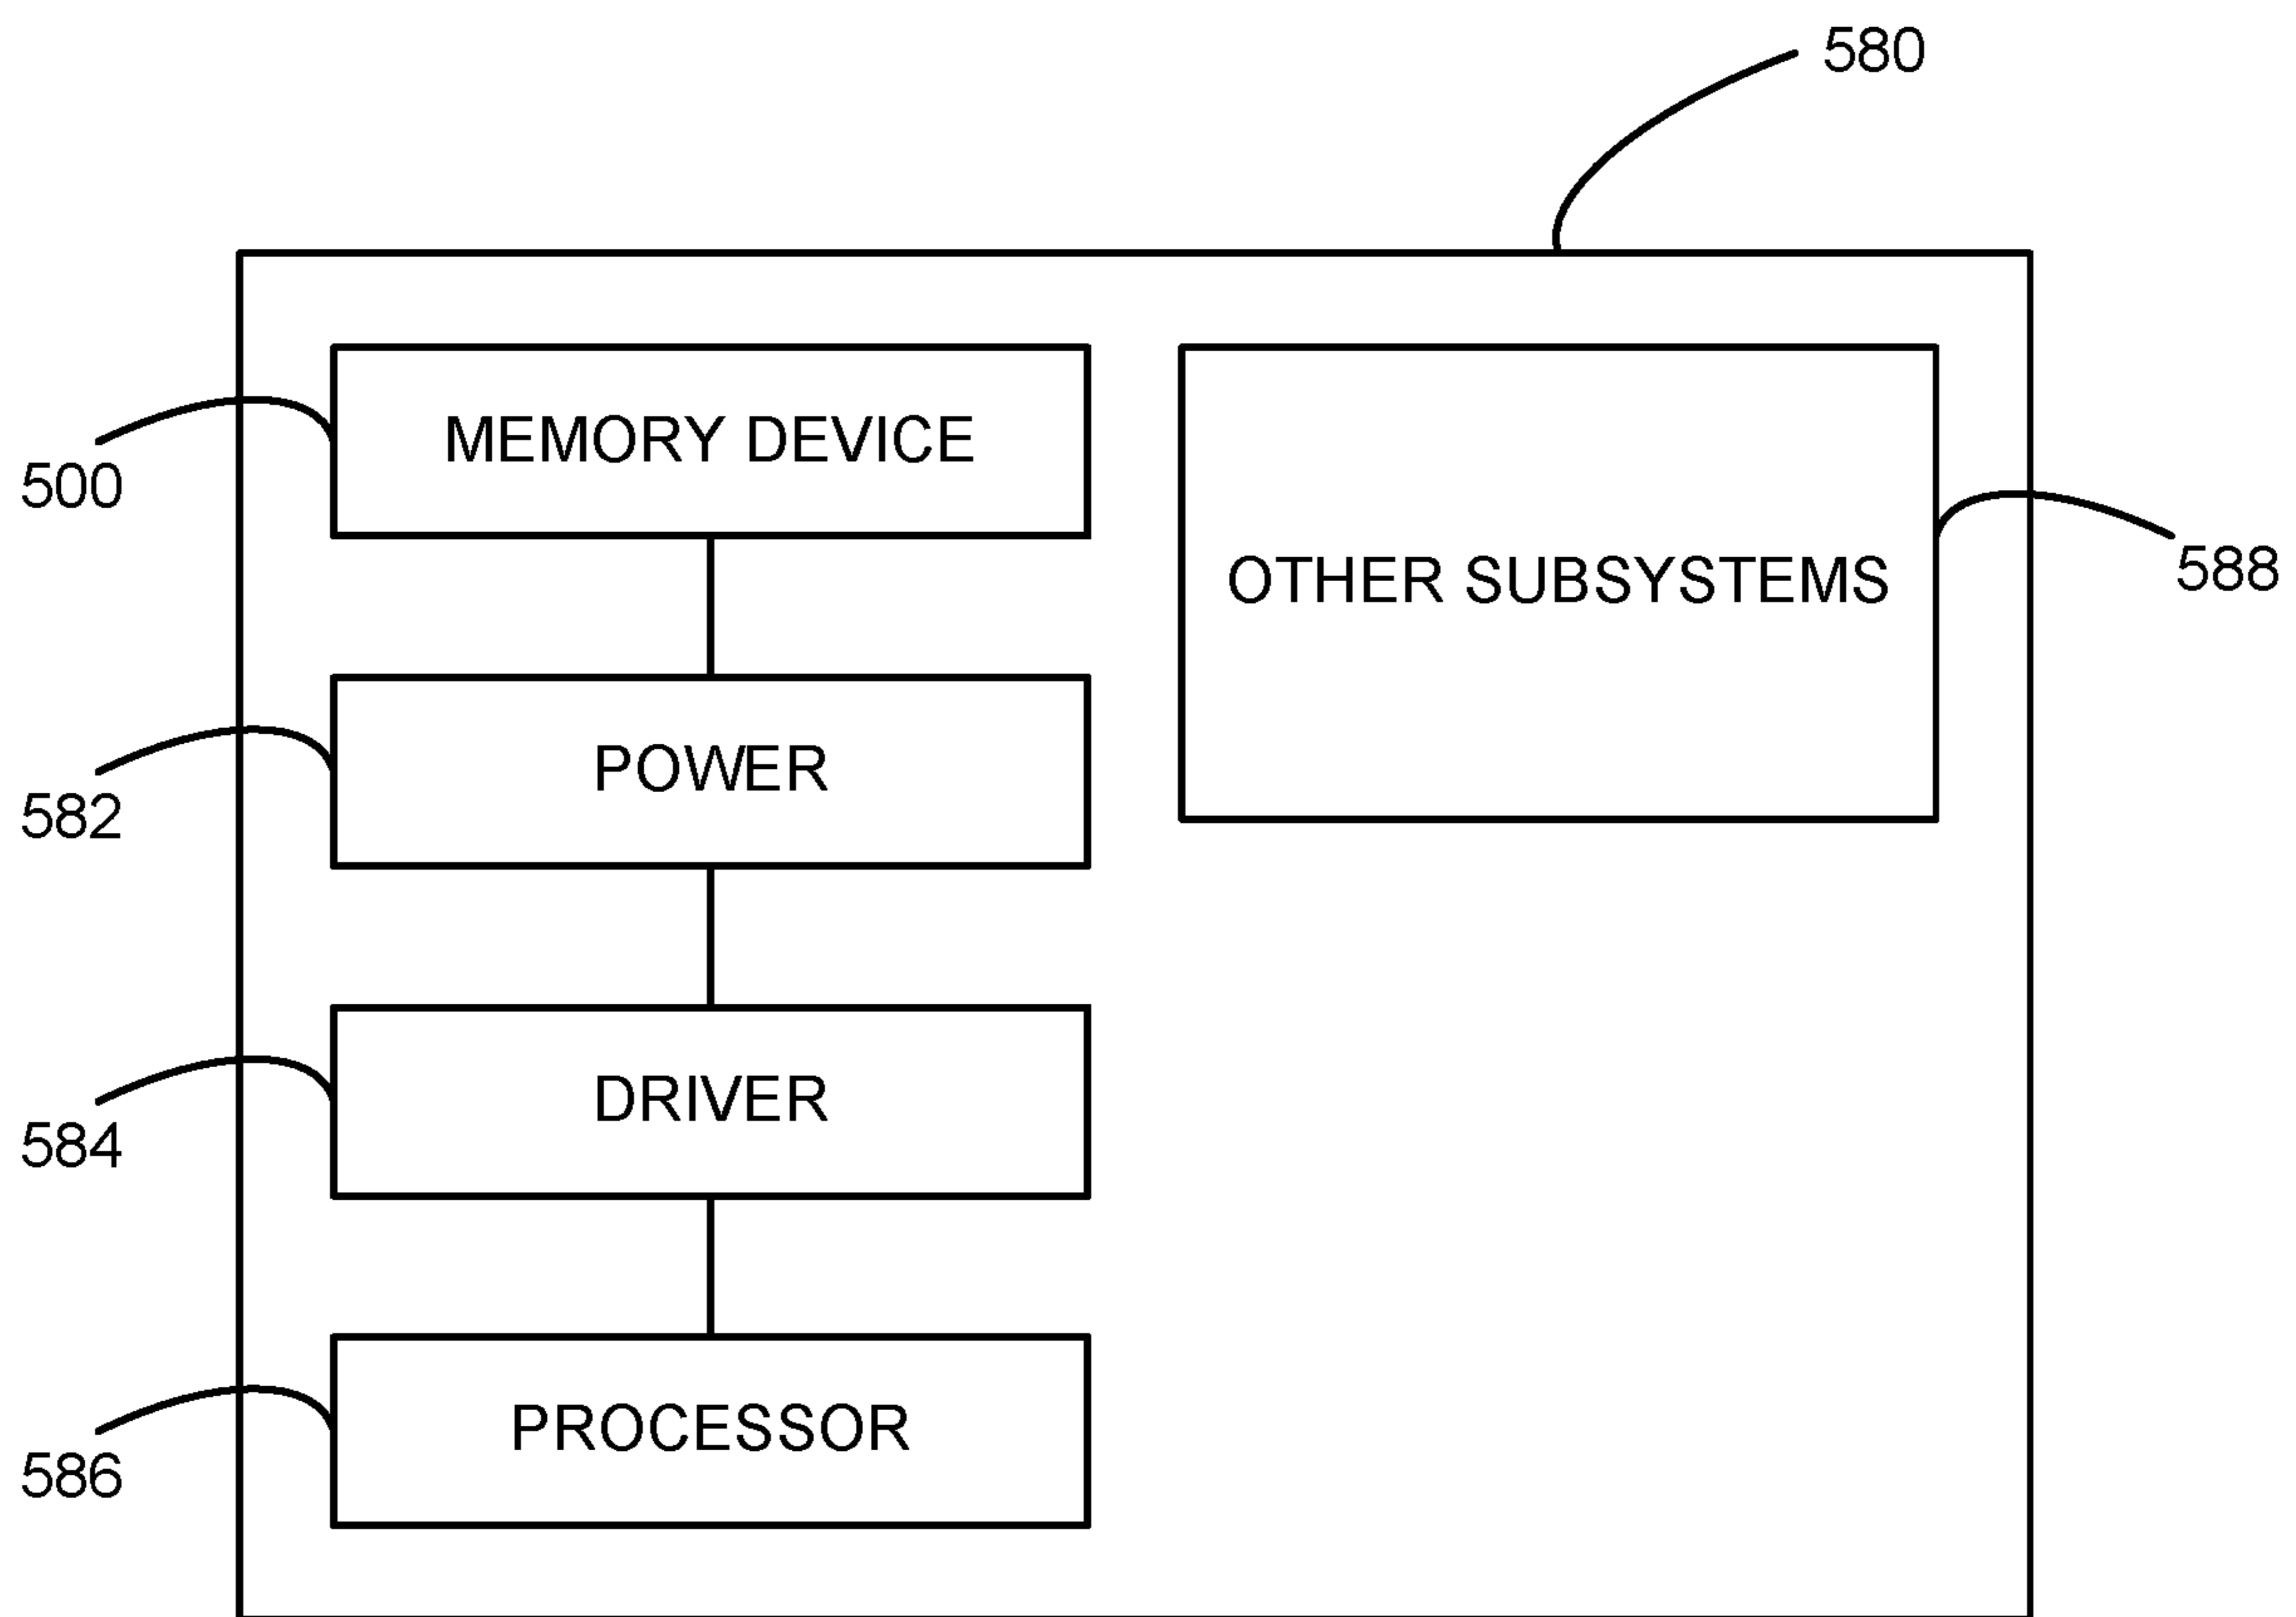 580
MEMORY DEVICE
500
OTHER SUBSYSTEMS
588
POWER
582
DRIVER
584
PROCESSOR
586